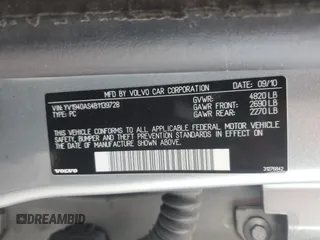 MFD BY: VOLVO CAR CORPORATION DATE: 09/10
VIN: YV1940AS4B1139728
TYPE: PC
GVWR: 4820 LB
GAWR FRONT: 2690 LB
GAWR REAR: 2270 LB
THIS VEHICLE CONFORMS TO ALL APPLICABLE FEDERAL MOTOR VEHICLE
SAFETY, BUMPER, AND THEFT PREVENTION STANDARDS IN EFFECT ON
THE DATE OF MANUFACTURE SHOWN ABOVE.
VOLVO
DREAMBID